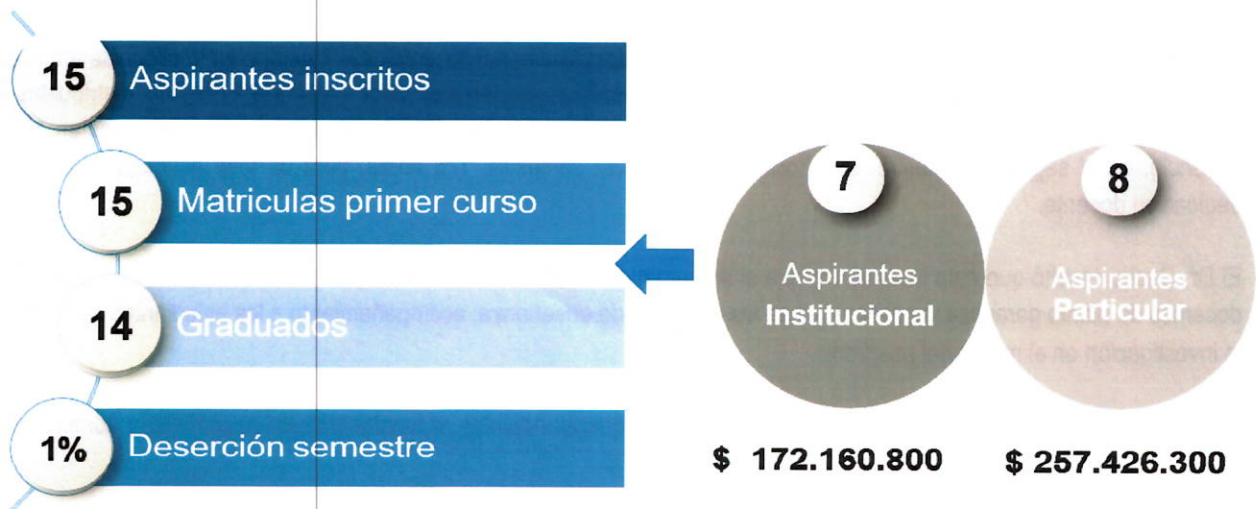 15 Aspirantes inscritos
15 Matriculas primer curso
14 Graduados
1% Deserción semestre
7
Aspirantes
Institucional
$ 172.160.800
8
Aspirantes
Particular
$ 257.426.300